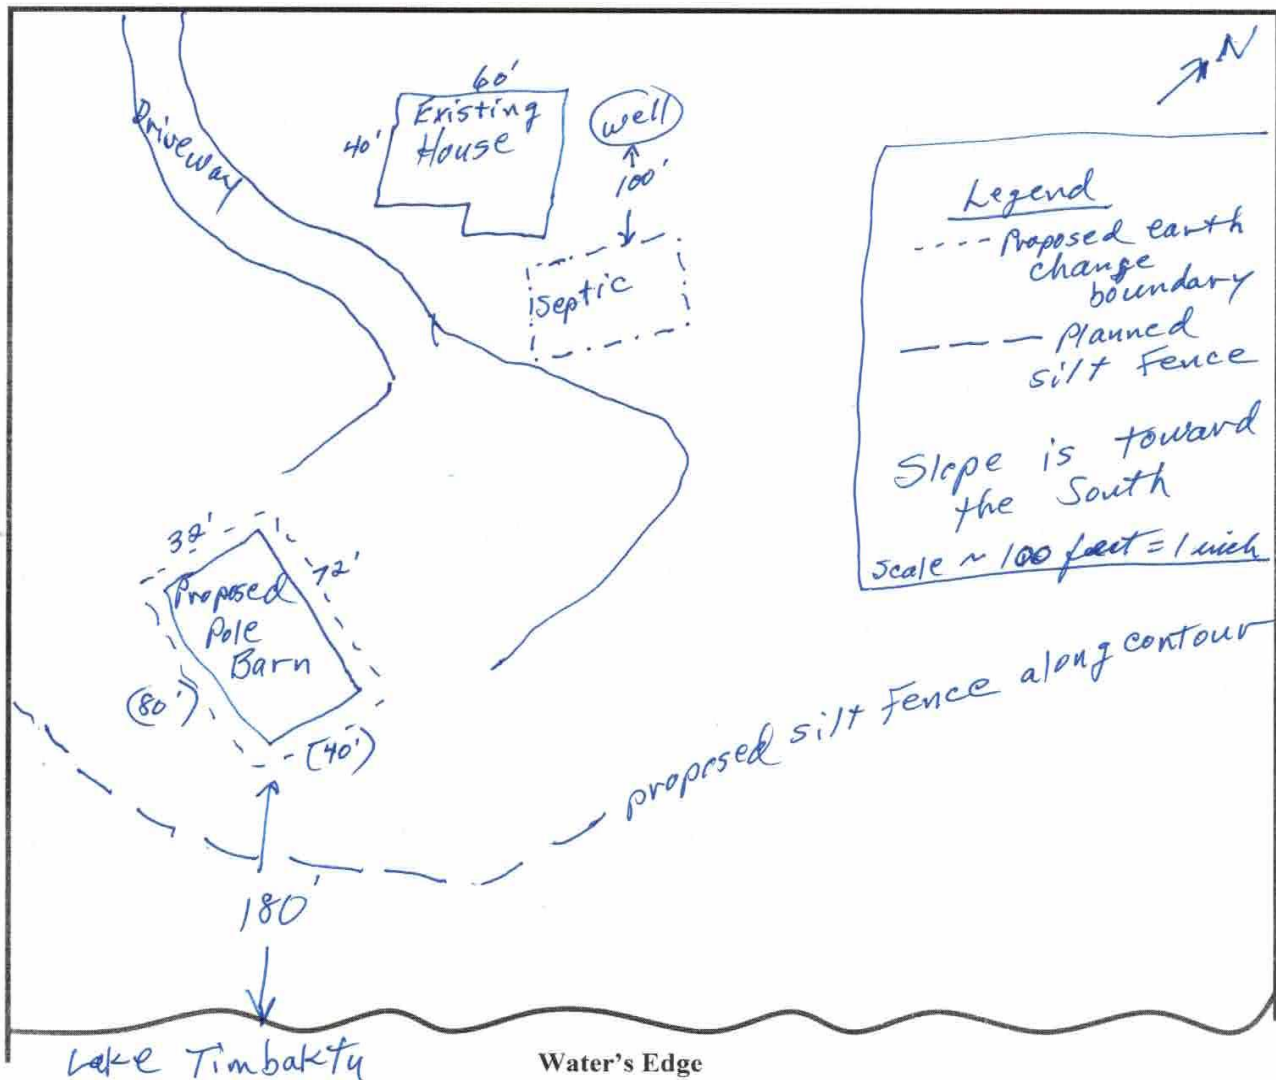 N
60'
Existing
House
40'
well
100'
Driveway
Septic
Legend
Proposed earth
change
boundary
Planned
silt Fence
Slope is toward
the South
Scale ~ 100 feet = 1 inch
32'
72'
Proposed
Pole
Barn
(80')
(40')
proposed silt Fence along contour
180'
Lake Timbakty
Water's Edge